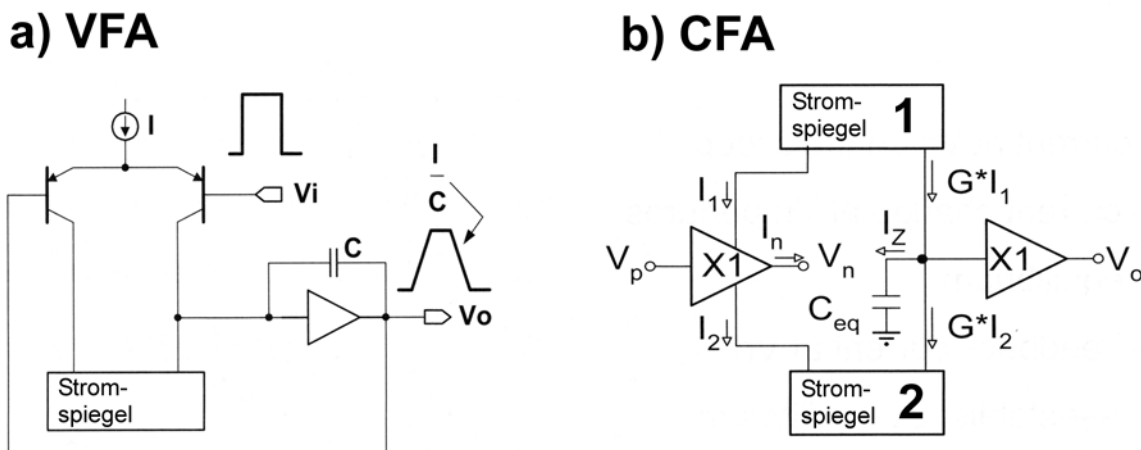 a) VFA
I
Vi
I
C
C
Vo
Strom-
spiegel
b) CFA
Strom-
spiegel 1
I1
G*I1
In
IZ
Vp
X1
Vn
X1
Vo
Ceq
I2
G*I2
Strom-
spiegel 2